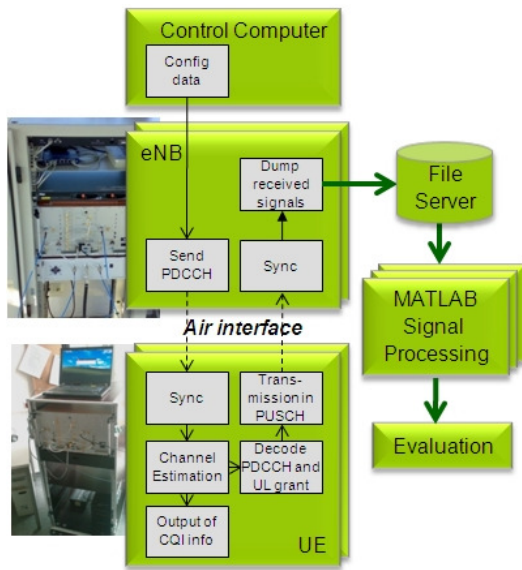 Control Computer
Config
data
eNB
Dump
received
signals
File
Server
Send
PDCCH
Sync
MATLAB
Signal
Processing
Air interface
Sync
Trans-
mission in
PUSCH
Channel
Estimation
Decode
PDCCH and
UL grant
Evaluation
Output of
CQI info
UE